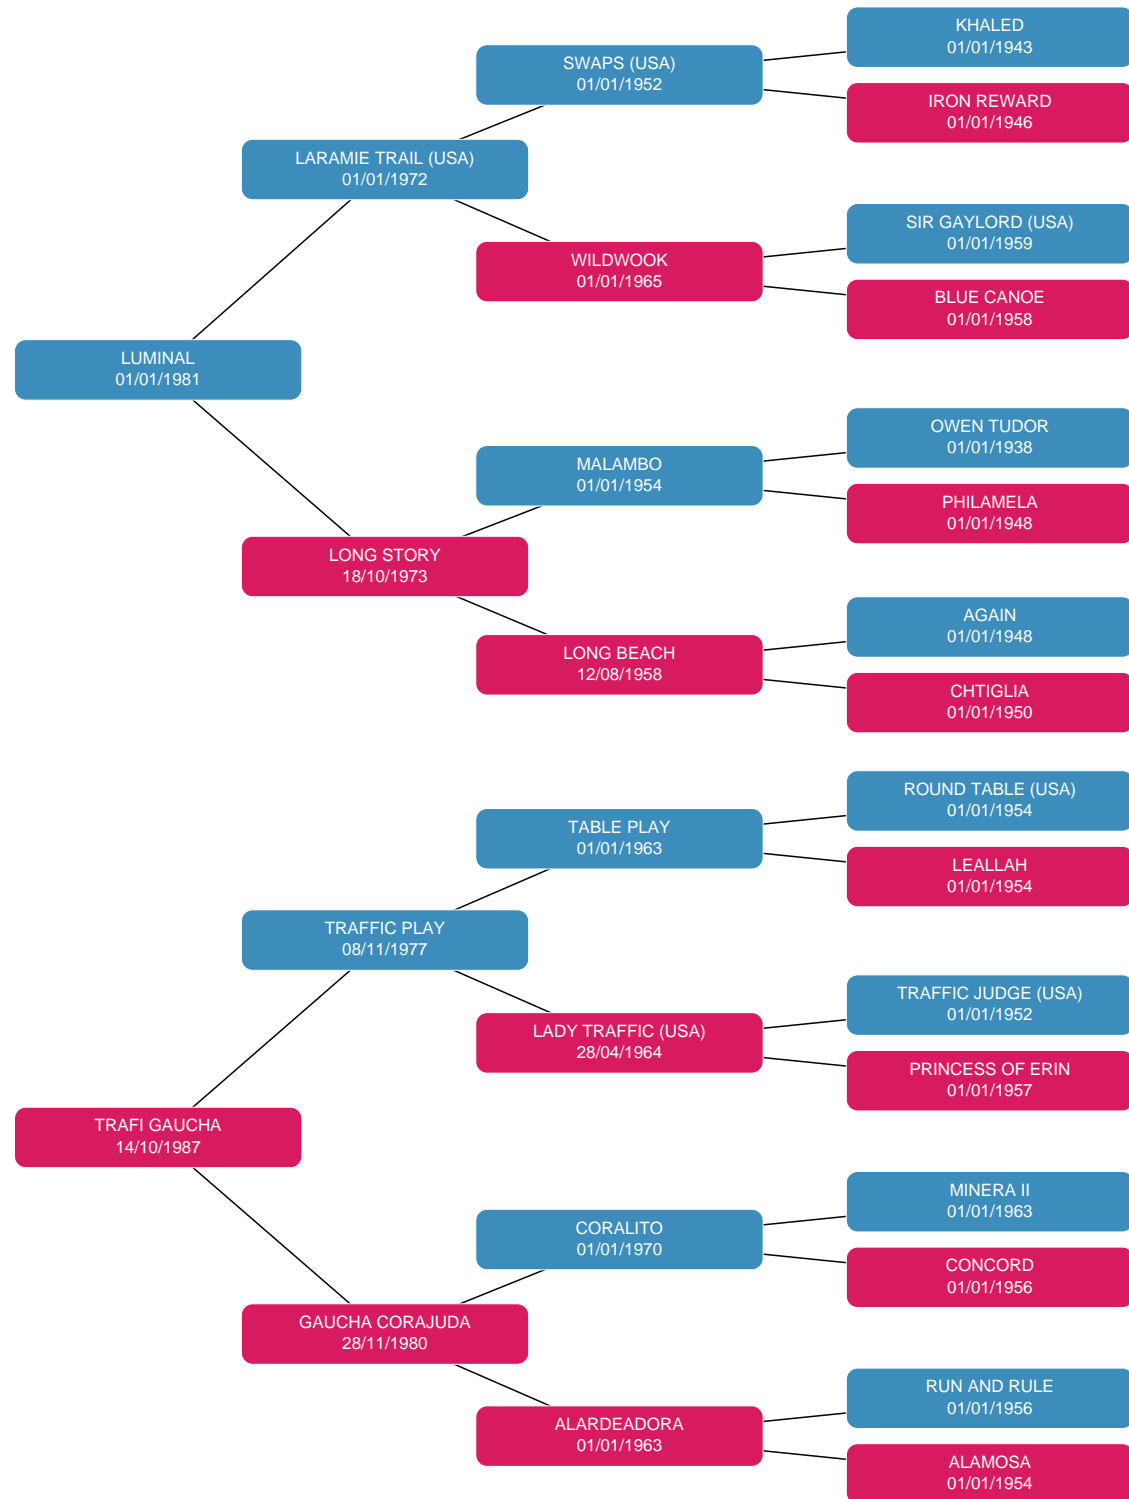 KHALED
01/01/1943
SWAPS (USA)
01/01/1952
IRON REWARD
01/01/1946
LARAMIE TRAIL (USA)
01/01/1972
SIR GAYLORD (USA)
01/01/1959
WILDWOOK
01/01/1965
BLUE CANOE
01/01/1958
LUMINAL
01/01/1981
OWEN TUDOR
01/01/1938
MALAMBO
01/01/1954
PHILAMELA
01/01/1948
LONG STORY
18/10/1973
AGAIN
01/01/1948
LONG BEACH
12/08/1958
CHTIGLIA
01/01/1950
ROUND TABLE (USA)
01/01/1954
TABLE PLAY
01/01/1963
LEALLAH
01/01/1954
TRAFFIC PLAY
08/11/1977
TRAFFIC JUDGE (USA)
01/01/1952
LADY TRAFFIC (USA)
28/04/1964
PRINCESS OF ERIN
01/01/1957
TRAFI GAUCHA
14/10/1987
MINERA II
01/01/1963
CORALITO
01/01/1970
CONCORD
01/01/1956
GAUCHA CORAJUDA
28/11/1980
RUN AND RULE
01/01/1956
ALARDEADORA
01/01/1963
ALAMOSA
01/01/1954